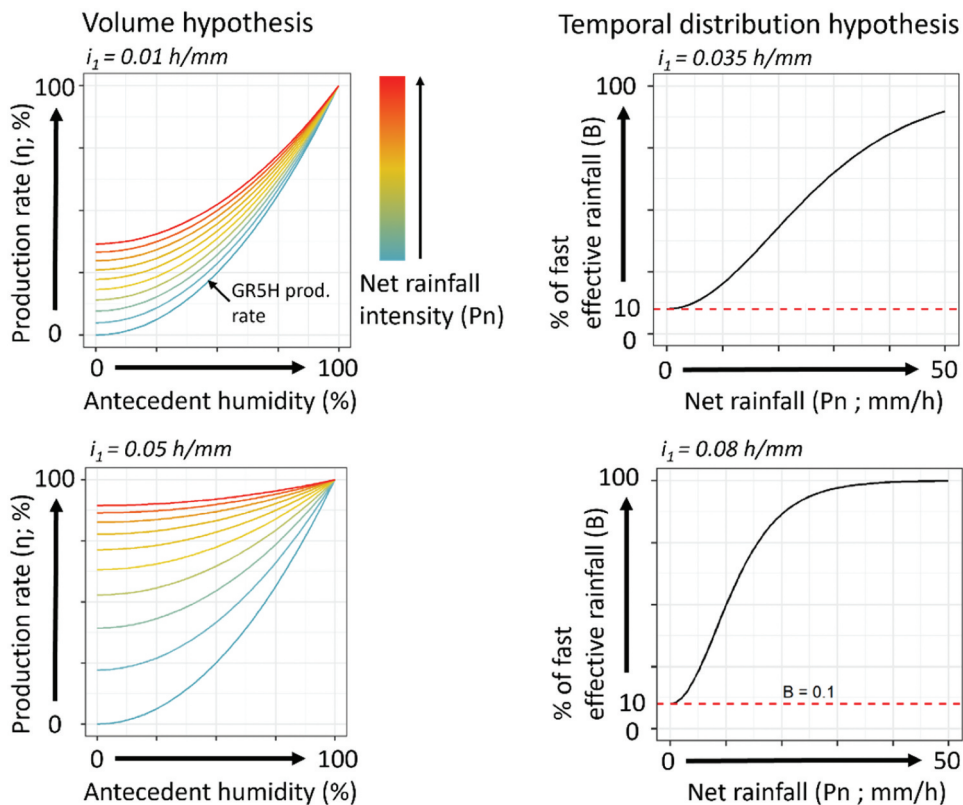 Volume hypothesis
i₁ = 0.01 h/mm
100
Production rate (η; %)
0
GR5H prod.
rate
0
100
Antecedent humidity (%)
Net rainfall
intensity (Pn)
Temporal distribution hypothesis
i₁ = 0.035 h/mm
100
% of fast
effective rainfall (B)
10
0
0
50
Net rainfall (Pn ; mm/h)
i₁ = 0.05 h/mm
100
Production rate (η; %)
0
0
100
Antecedent humidity (%)
i₁ = 0.08 h/mm
100
% of fast
effective rainfall (B)
B = 0.1
10
0
0
50
Net rainfall (Pn ; mm/h)